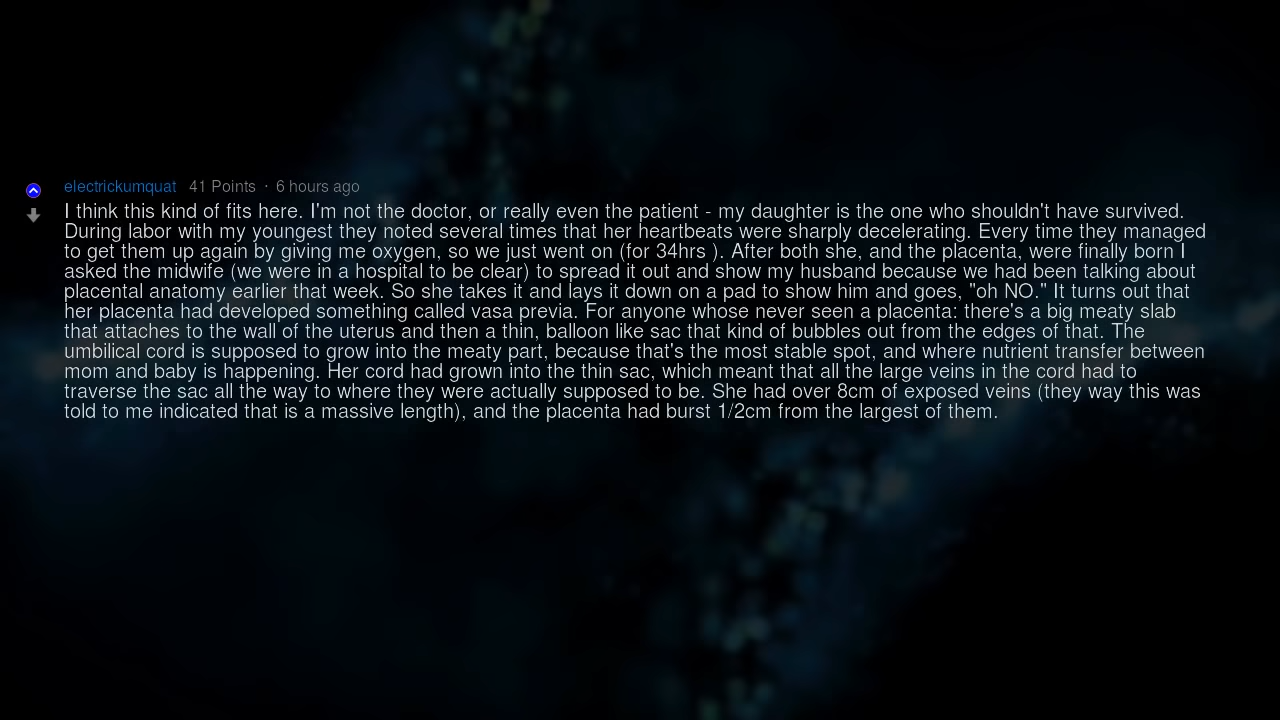 electrickumquat 41 Points · 6 hours ago
I think this kind of fits here. I'm not the doctor, or really even the patient - my daughter is the one who shouldn't have survived.
During labor with my youngest they noted several times that her heartbeats were sharply decelerating. Every time they managed
to get them up again by giving me oxygen, so we just went on (for 34hrs ). After both she, and the placenta, were finally born I
asked the midwife (we were in a hospital to be clear) to spread it out and show my husband because we had been talking about
placental anatomy earlier that week. So she takes it and lays it down on a pad to show him and goes, "oh NO." It turns out that
her placenta had developed something called vasa previa. For anyone whose never seen a placenta: there's a big meaty slab
that attaches to the wall of the uterus and then a thin, balloon like sac that kind of bubbles out from the edges of that. The
umbilical cord is supposed to grow into the meaty part, because that's the most stable spot, and where nutrient transfer between
mom and baby is happening. Her cord had grown into the thin sac, which meant that all the large veins in the cord had to
traverse the sac all the way to where they were actually supposed to be. She had over 8cm of exposed veins (they way this was
told to me indicated that is a massive length), and the placenta had burst 1/2cm from the largest of them.